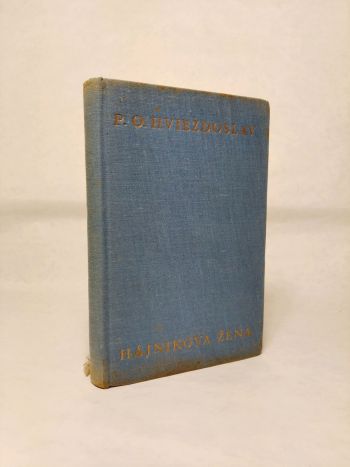 P. O. HVIEZDOSLAV
HÁJNIKOVA ŽENA